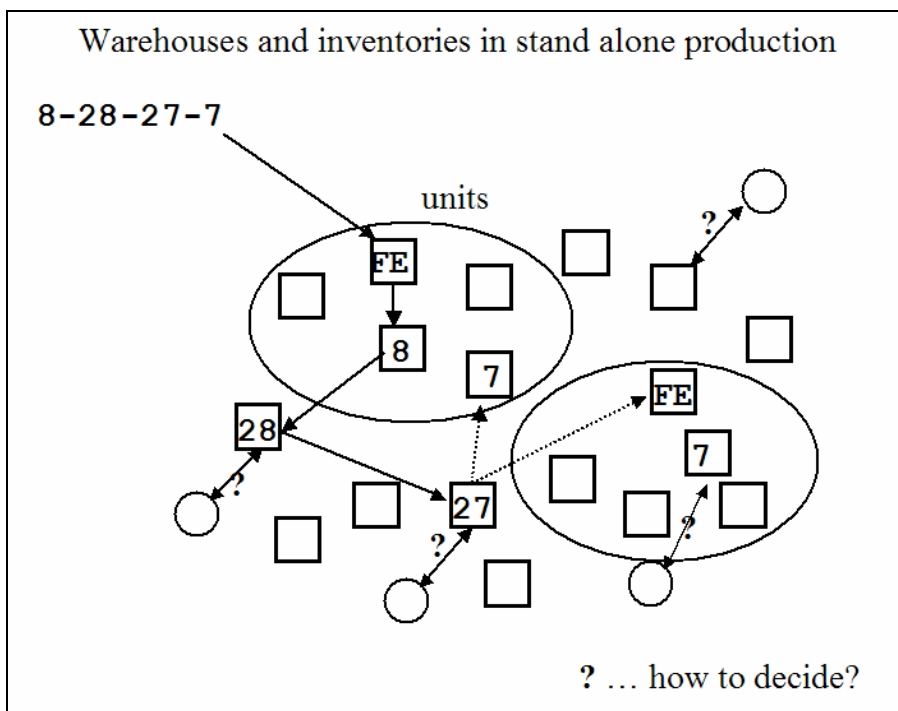 Warehouses and inventories in stand alone production
8-28-27-7
units
?
FE
8
7
FE
28
7
?
27
?
?
? … how to decide?